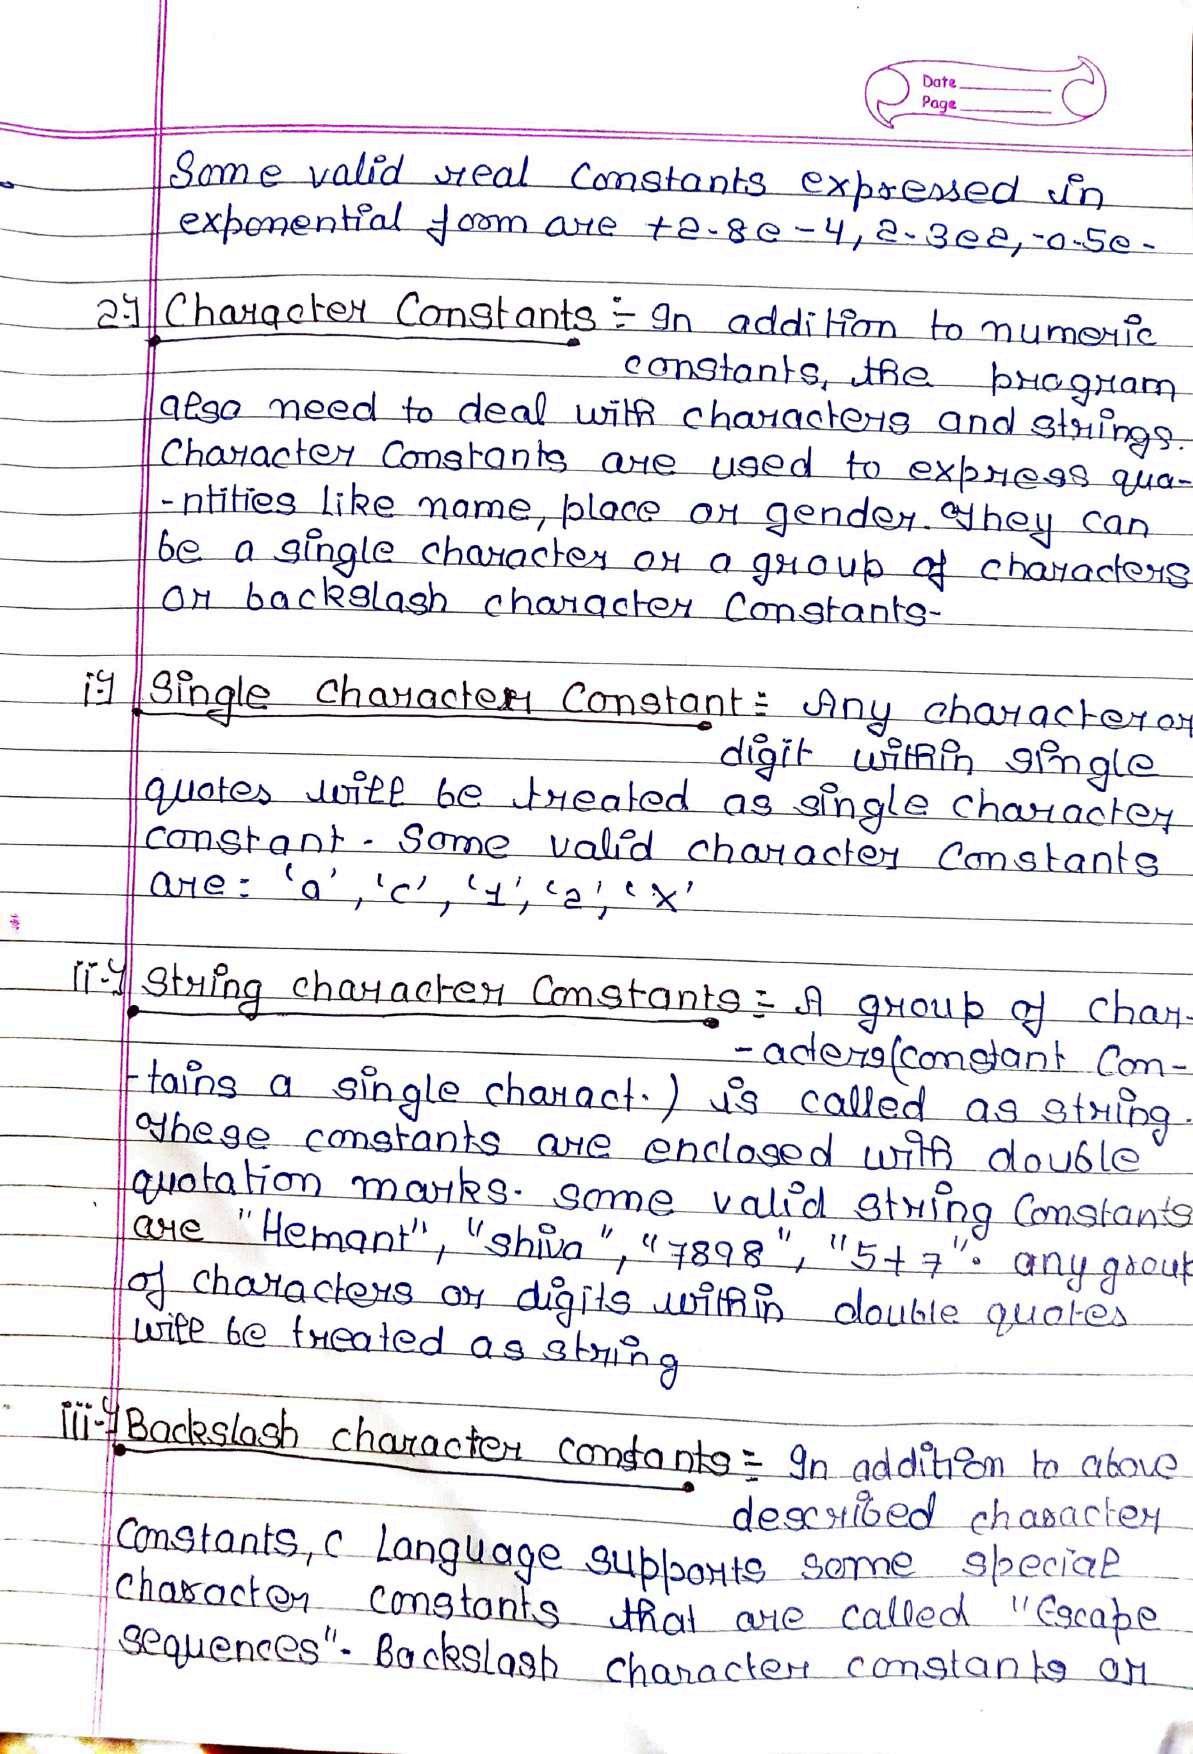 Date
Page
Some valid real Constants expressed in
exponential form are +2.8e-4, 2.3e2, -0.5e-
2.} Character Constants :- In addition to numeric
constants, the program
also need to deal with characters and strings.
Character Constants are used to express qua-
-ntities like name, place or gender. They can
be a single character or a group of characters
or backslash character Constants-
i.} Single Character Constant :- Any character or
digit within single
quotes will be treated as single character
constant. Some valid character Constants
are: 'a', 'c', '1', '2', 'x'
ii.} String character Constants :- A group of char-
-acters(constant Con-
-tains a single charact.) is called as string.
These constants are enclosed with double
quotation marks. Some valid string Constants
are "Hemant", "Shiva", "7898", "5+7". any group
of characters or digits within double quotes
will be treated as string
iii.} Backslash character constants :- In addition to above
described character
Constants, C Language supports some special
character constants that are called "Escape
sequences". Backslash character constants or